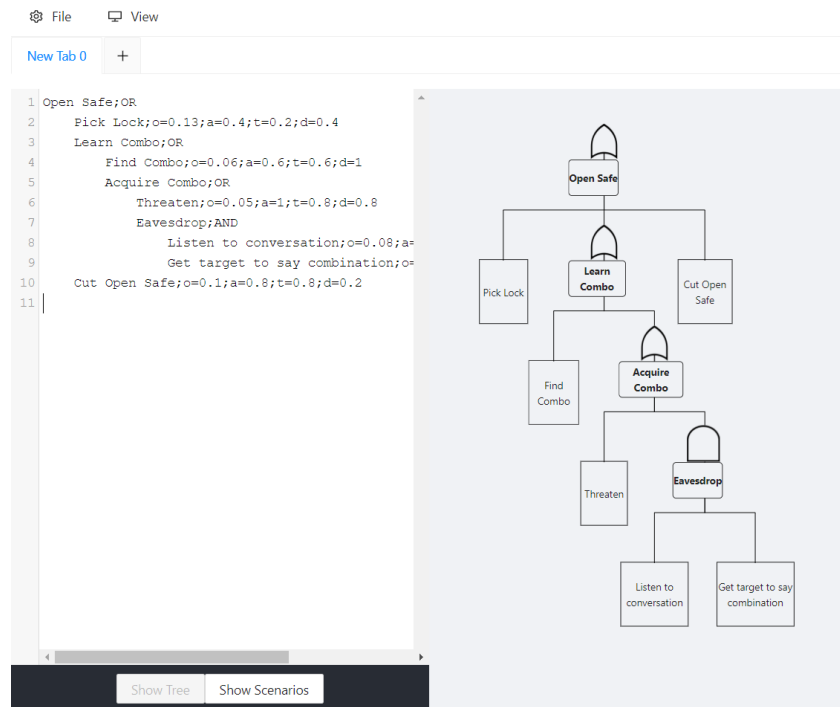 File View
New Tab 0 +
1 Open Safe;OR
2     Pick Lock;o=0.13;a=0.4;t=0.2;d=0.4
3     Learn Combo;OR
4         Find Combo;o=0.06;a=0.6;t=0.6;d=1
5         Acquire Combo;OR
6             Threaten;o=0.05;a=1;t=0.8;d=0.8
7             Eavesdrop;AND
8                 Listen to conversation;o=0.08;a=
9                 Get target to say combination;o=
10     Cut Open Safe;o=0.1;a=0.8;t=0.8;d=0.2
11
Show Tree Show Scenarios
Open Safe
Pick Lock
Learn
Combo
Cut Open
Safe
Find
Combo
Acquire
Combo
Threaten
Eavesdrop
Listen to
conversation
Get target to say
combination